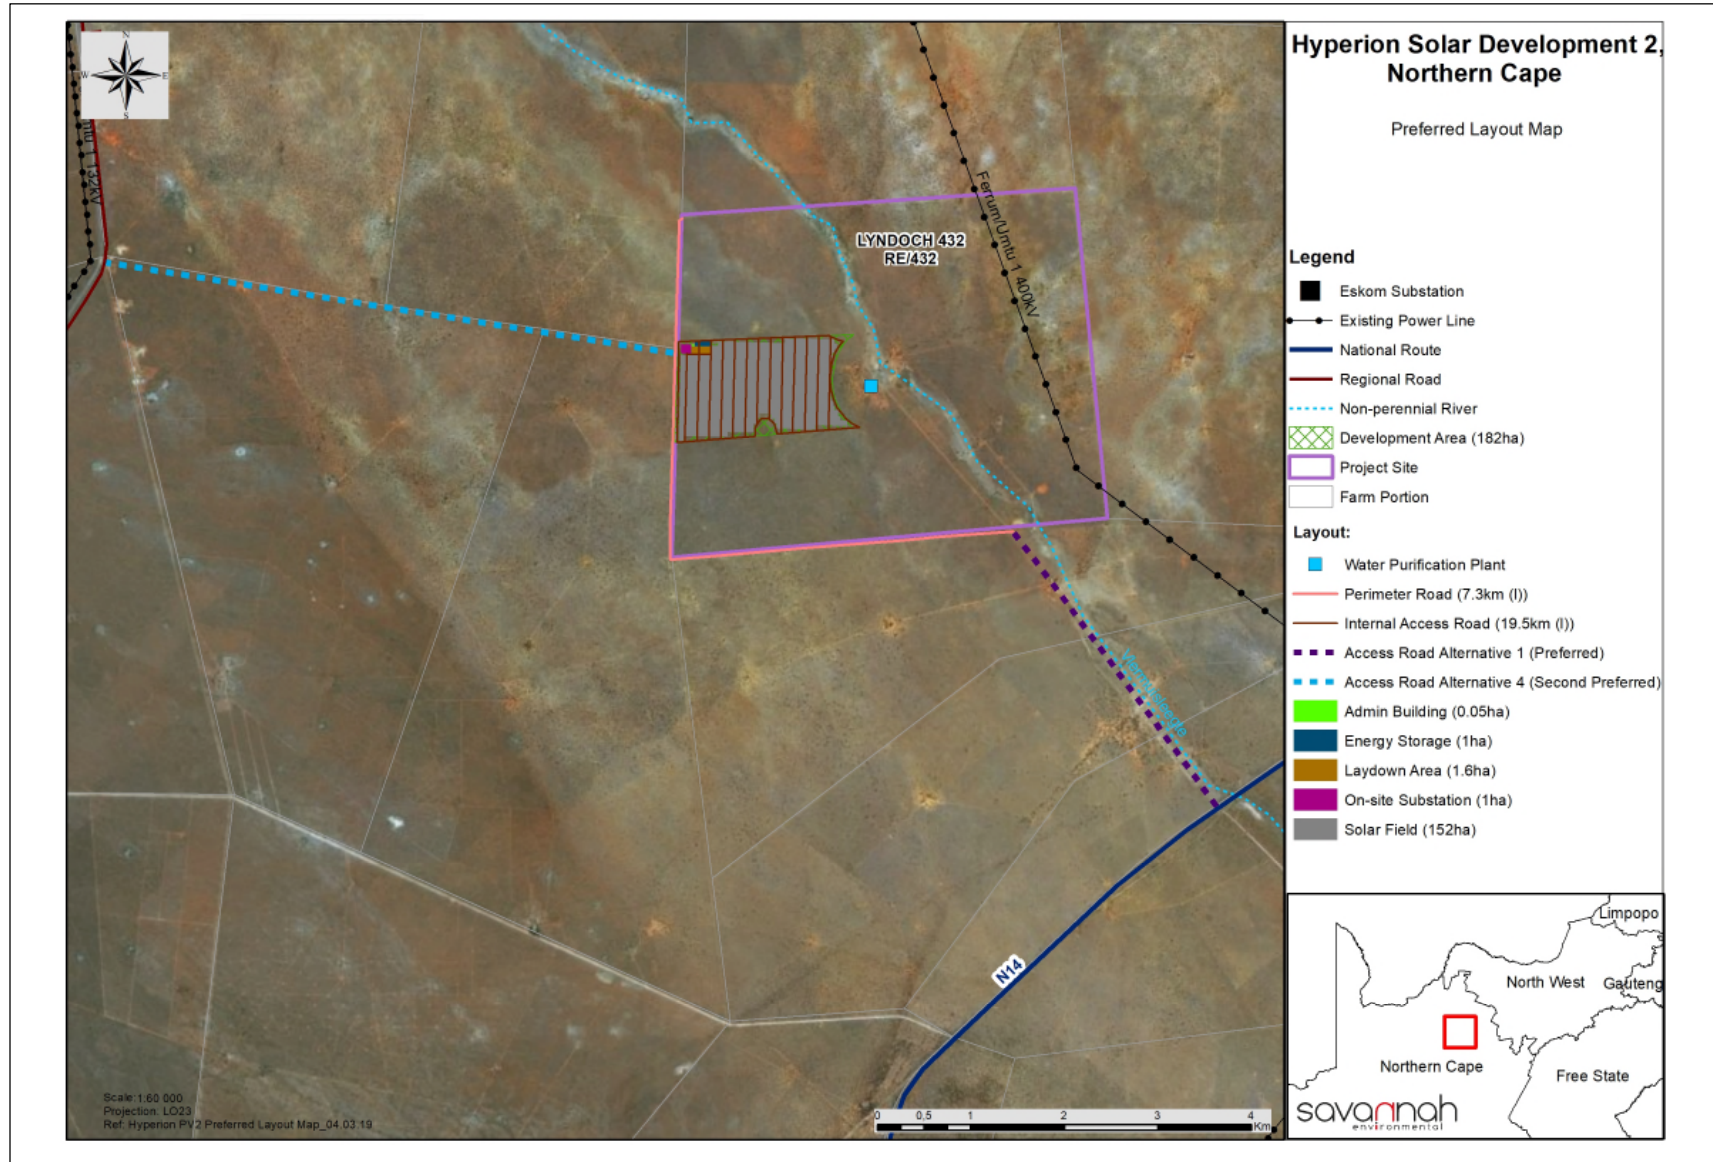 Hyperion Solar Development 2,
Northern Cape
Preferred Layout Map
N
W
E
S
1 132kV
Ferrum/Umtu 1 400kV
LYNDOCH 432
RE/432
N14
Legend
Eskom Substation
Existing Power Line
National Route
Regional Road
Non-perennial River
Development Area (182ha)
Project Site
Farm Portion
Layout:
Water Purification Plant
Perimeter Road (7.3km (l))
Internal Access Road (19.5km (l))
Access Road Alternative 1 (Preferred)
Access Road Alternative 4 (Second Preferred)
Admin Building (0.05ha)
Energy Storage (1ha)
Laydown Area (1.6ha)
On-site Substation (1ha)
Solar Field (152ha)
Limpopo
North West
Gauteng
Northern Cape
Free State
savannah
environmental
Scale:1:60 000
Projection: LO23
Ref: Hyperion PV2 Preferred Layout Map_04.03.19
0 0,5 1 2 3 4
Km